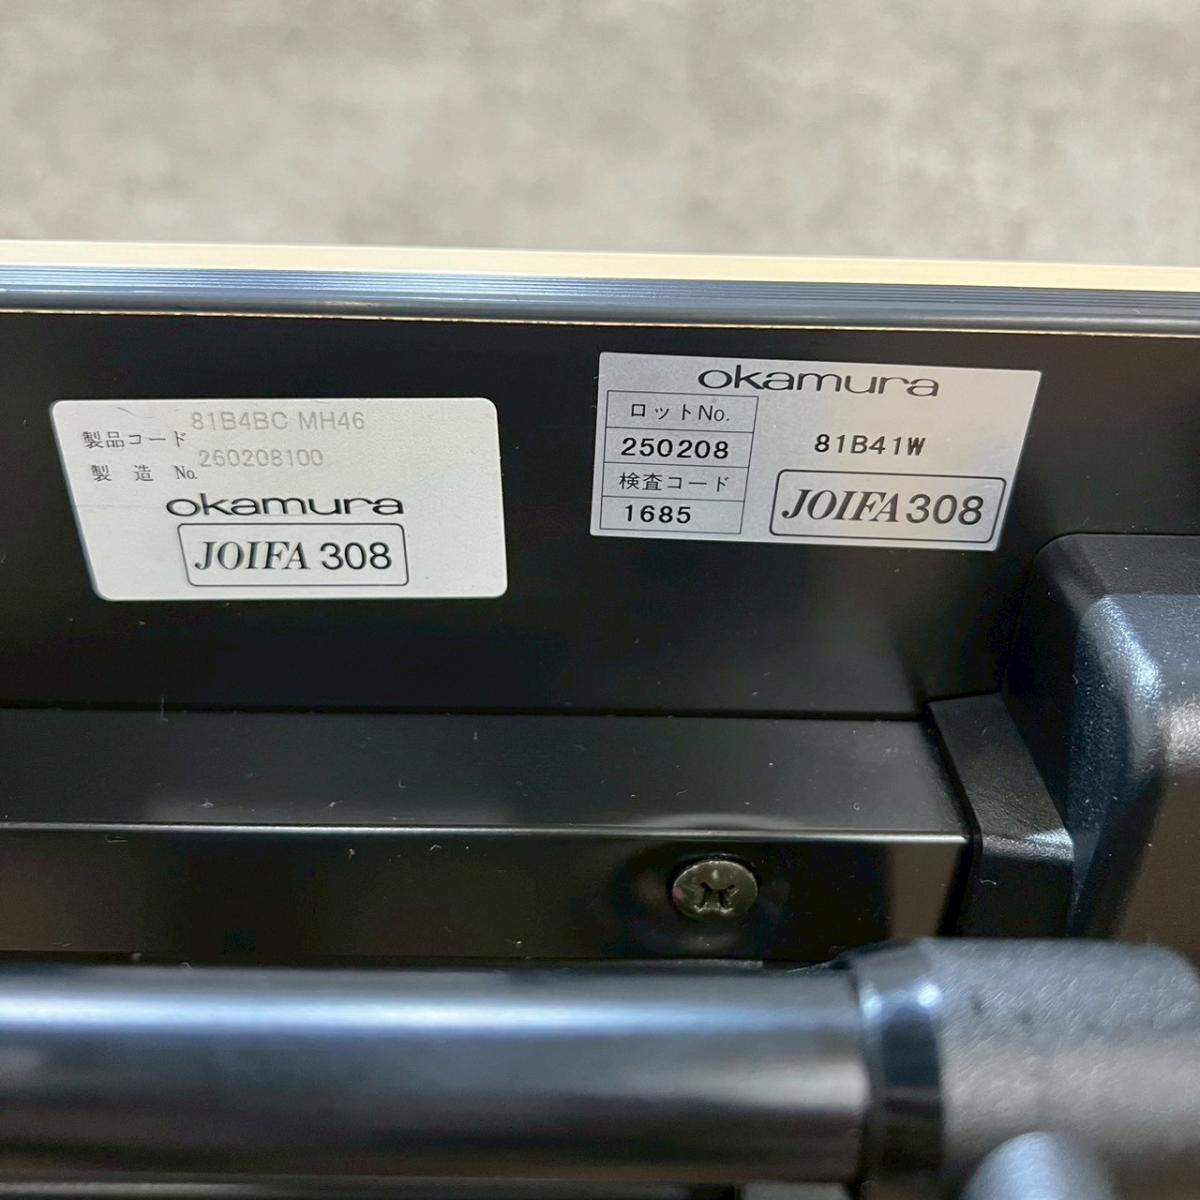 製品コード 81B4BC MH46
製 造 No. 260208100
okamura
JOIFA 308
okamura
ロットNo.
250208
検査コード
1685
81B41W
JOIFA 308